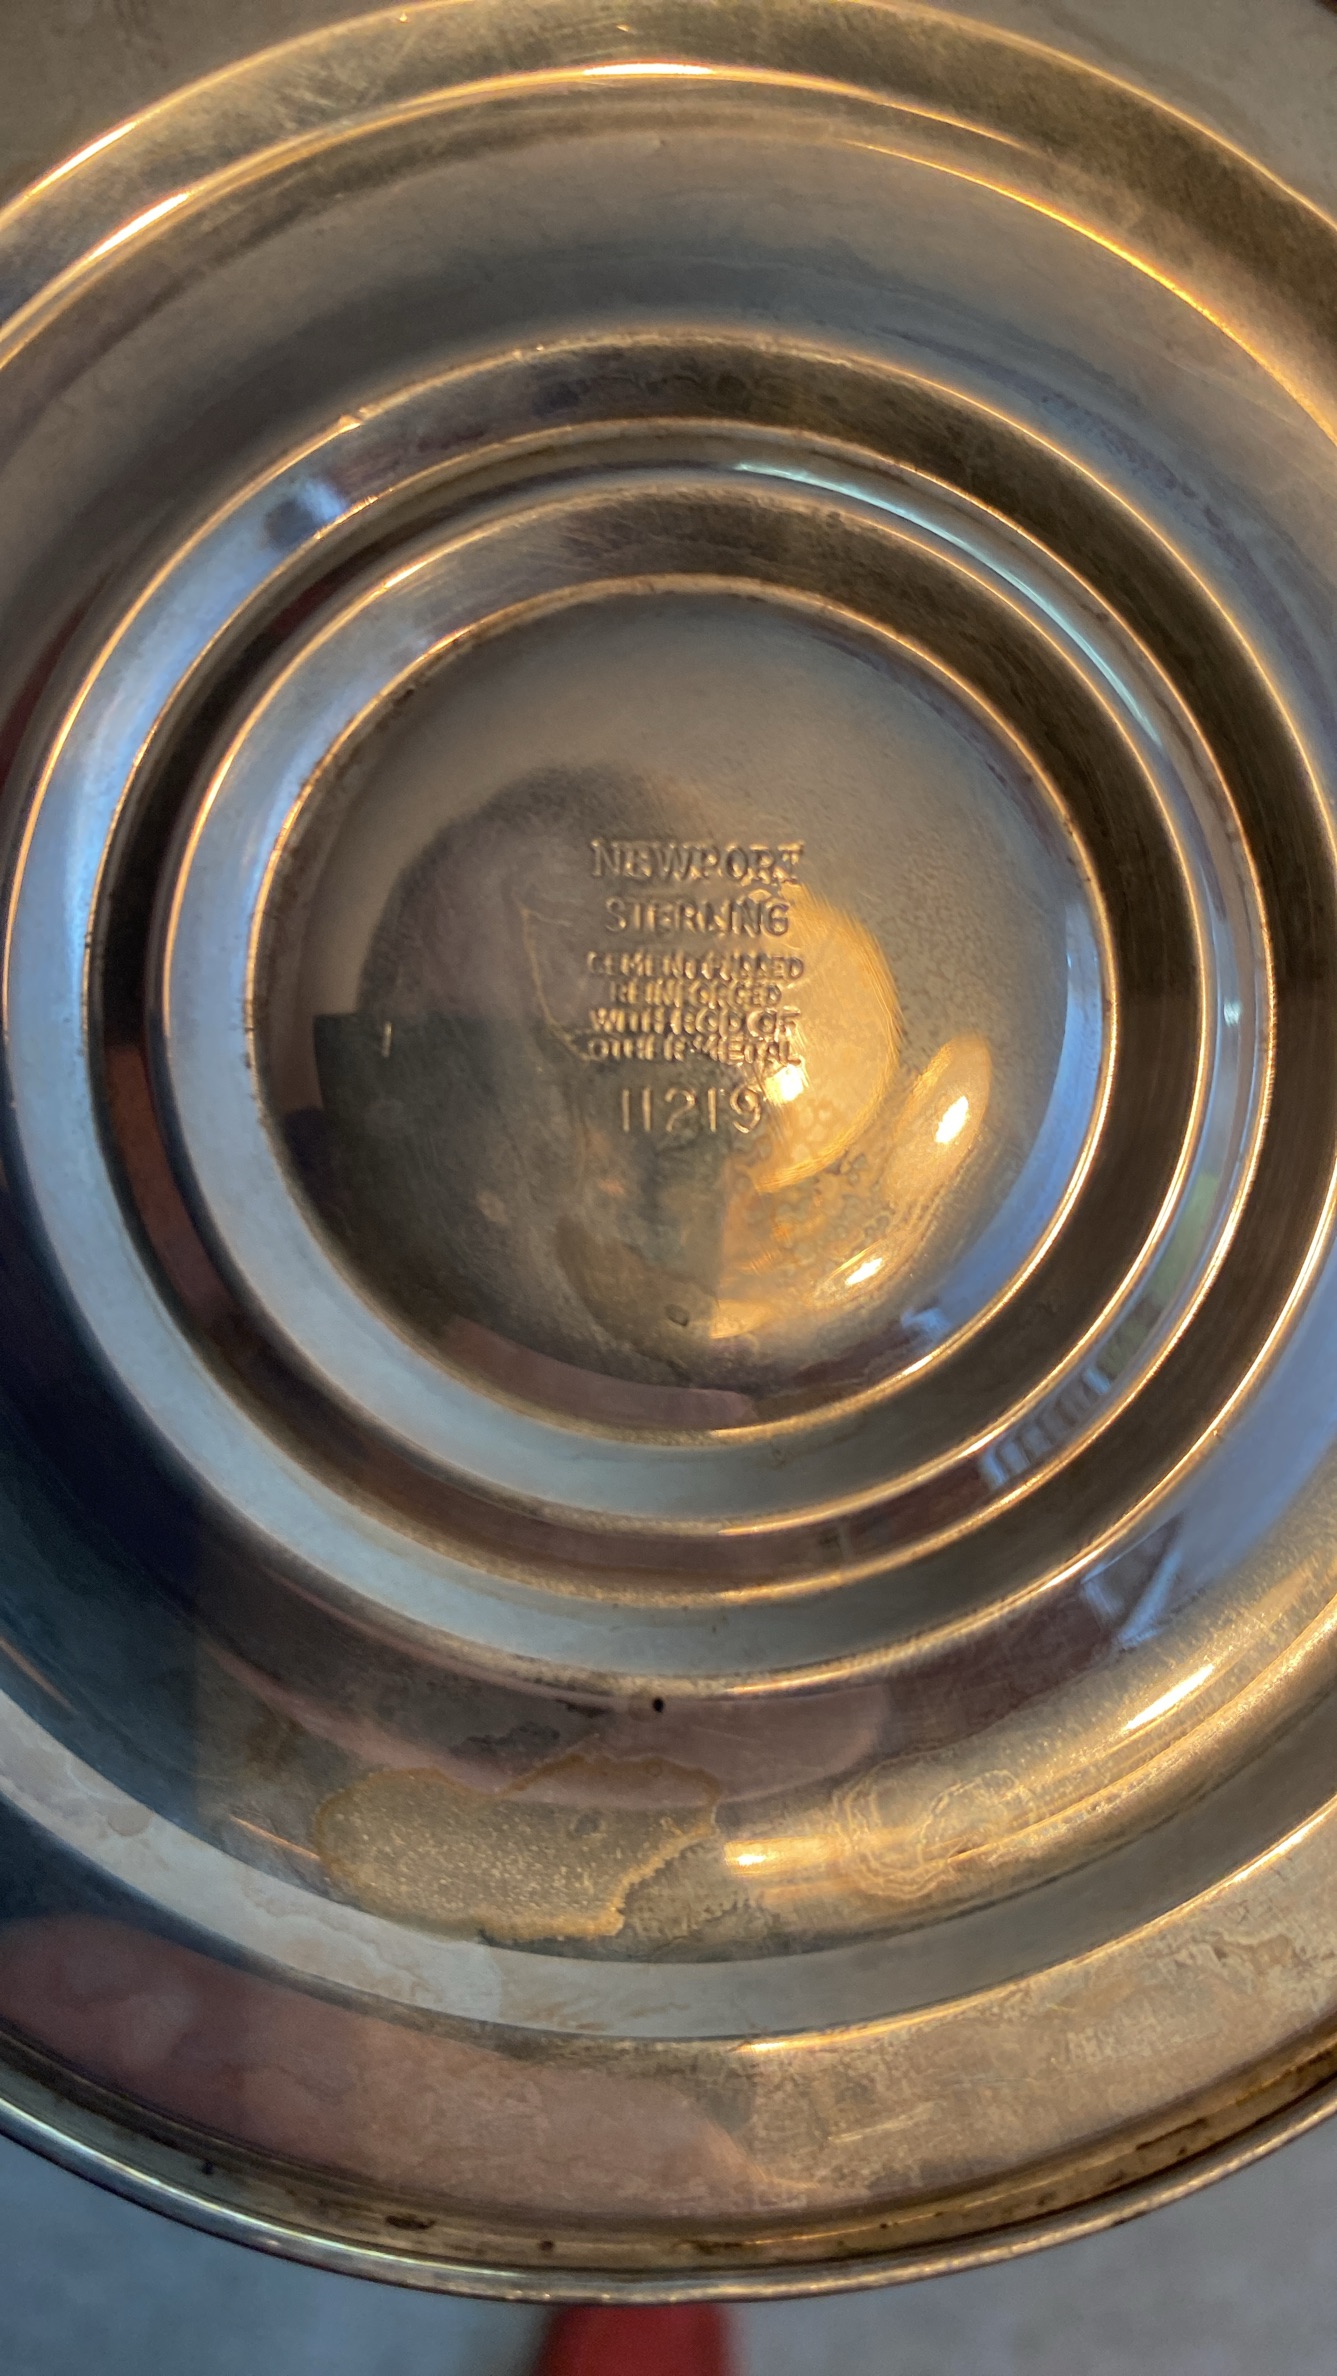 NEWPORT
STERLING
CEMENT FILLED
REINFORCED
WITH ROD OF
OTHER METAL
11219